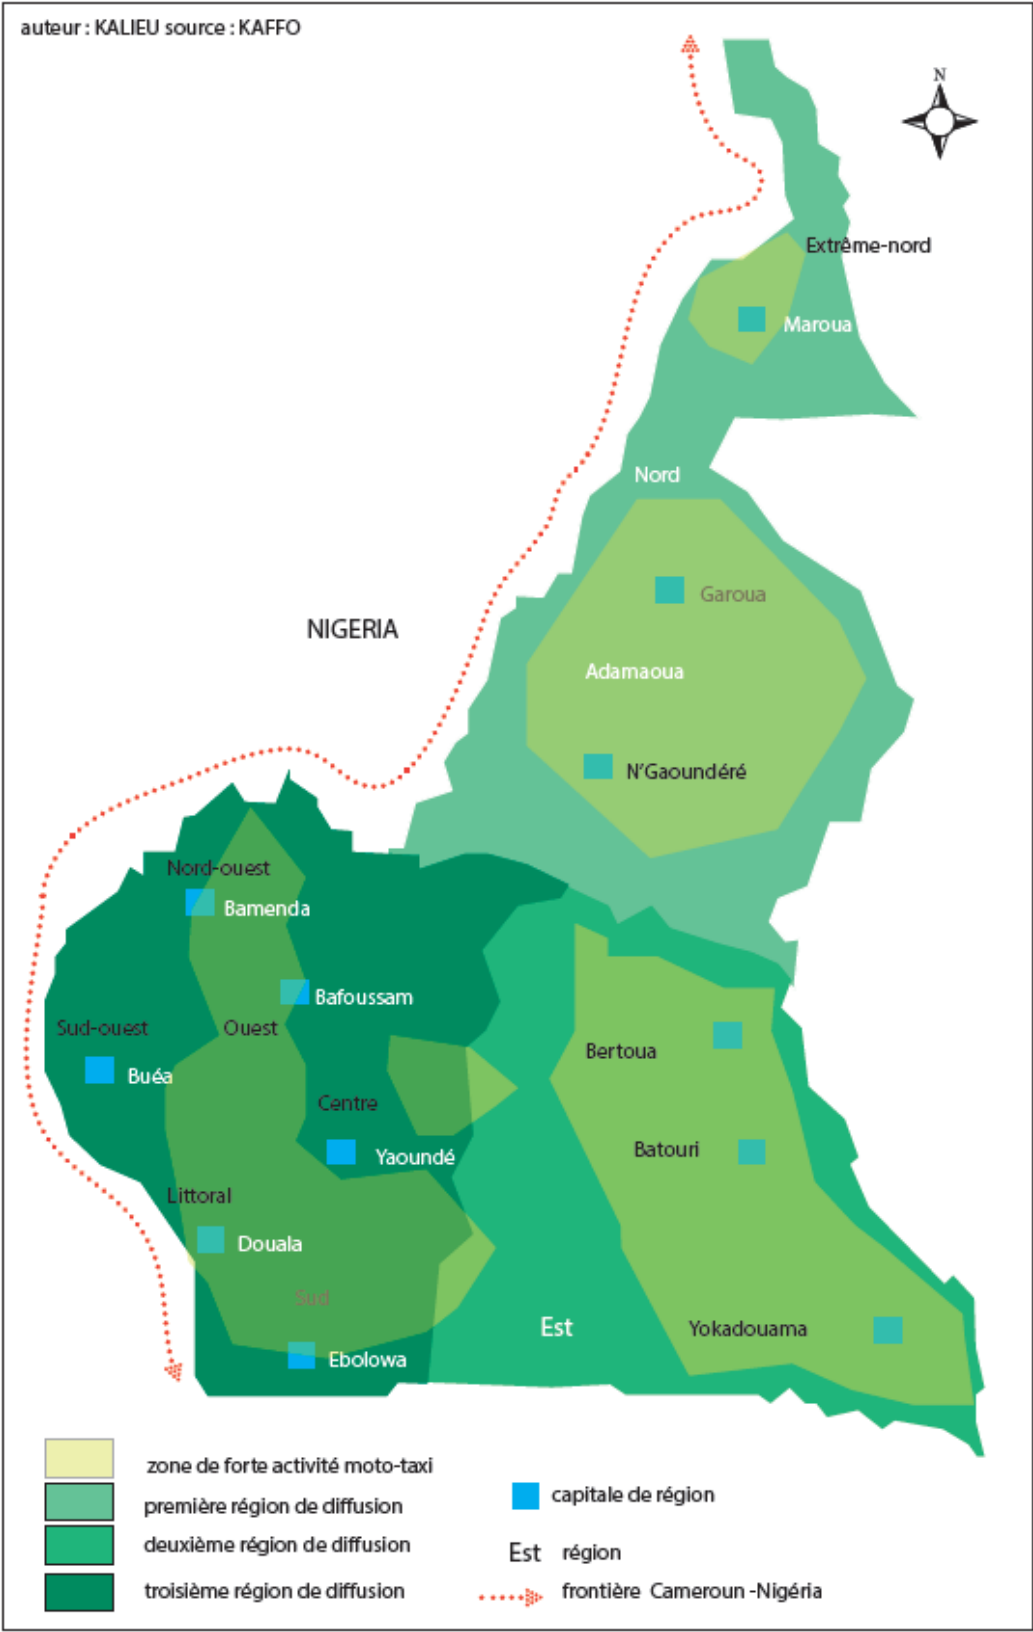 auteur : KALIEU source : KAFFO
N
Extrême-nord
Maroua
Nord
Garoua
NIGERIA
Adamaoua
N'Gaoundéré
Nord-ouest
Bamenda
Bafoussam
Sud-ouest
Ouest
Bertoua
Buéa
Centre
Batouri
Yaoundé
Littoral
Douala
Sud
Est
Yokadouama
Ebolowa
zone de forte activité moto-taxi
première région de diffusion
deuxième région de diffusion
troisième région de diffusion
capitale de région
Est région
frontière Cameroun -Nigéria